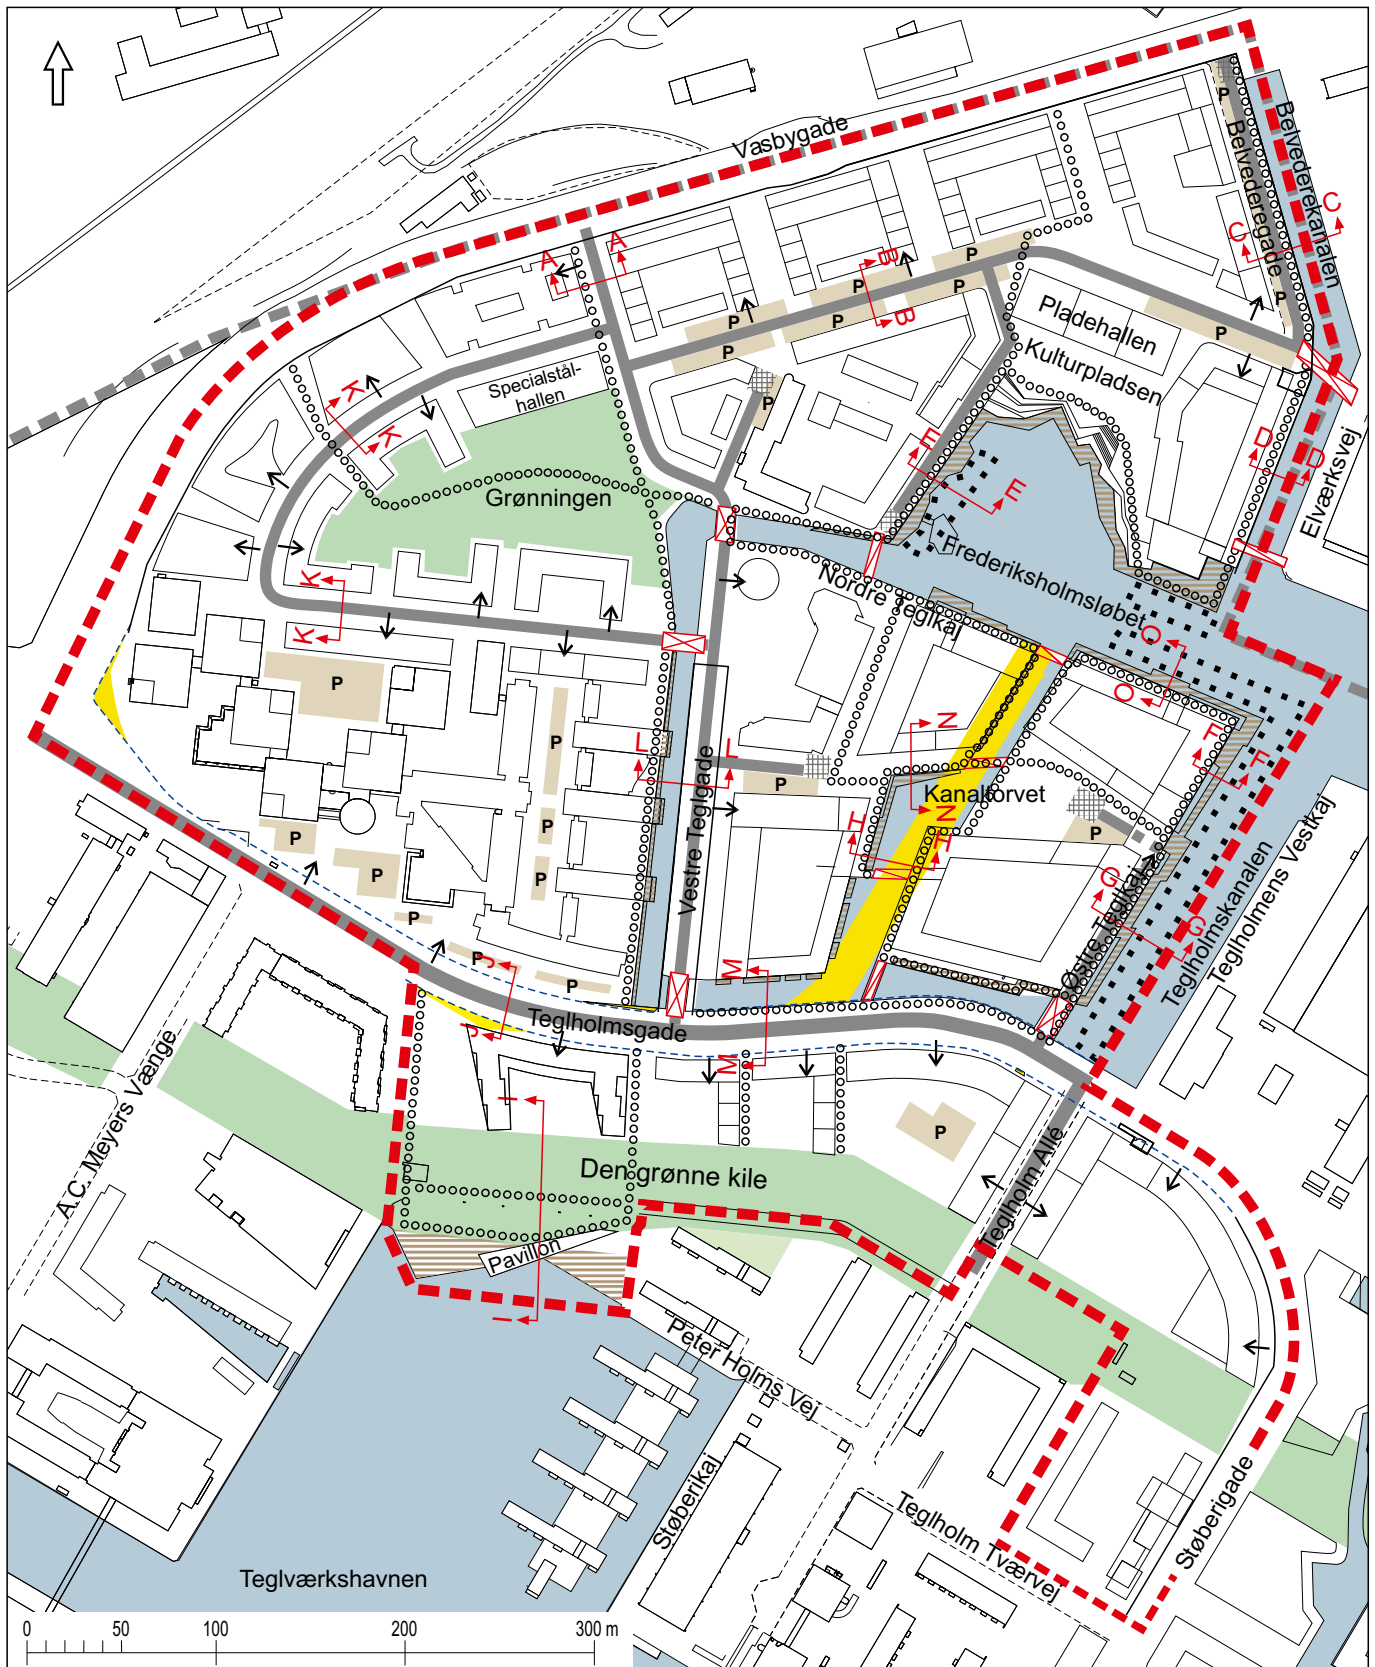 Vasbygade
P
Belvederegade
Belvederekanalen
C
C
A
A
B
B
P
P
P
P
P
P
P
P
Pladehallen
Kulturpladsen
Specialstål-
hallen
P
K
K
E
E
D
D
Elværksvej
Grønningen
Frederiksholmsløbet
Nordre Teglkaj
K
K
O
O
P
N
N
F
F
L
L
P
P
Kanaltorvet
Vestre Teglgade
H
H
P
P
P
P
P
G
G
Østre Teglkaj
Teglholmskanalen
Teglholmens Vestkaj
P
P
P
J
J
M
M
Teglholmsgade
A.C. Meyers Vænge
I
I
P
Den grønne kile
Teglholm Allé
Pavillon
Peter Holms Vej
Støberikaj
Teglholm Tværvej
Støberigade
Teglværkshavnen
0 50 100 200 300 m